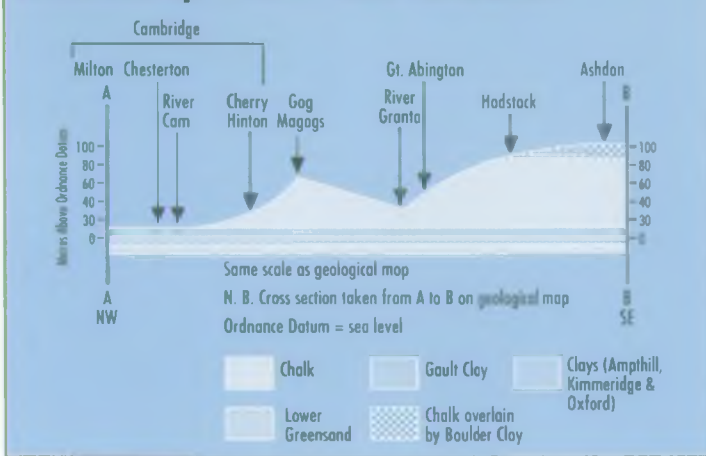 Cambridge
Milton Chesterton
Gt. Abington
Ashdon
A
River Cam
Cherry Hinton
Gog Magogs
River Granta
Hadstock
B
Metres Above Ordnance Datum
100
80
60
40
30
0
100
80
60
40
30
0
A
NW
B
SE
Same scale as geological map
N. B. Cross section taken from A to B on geological map
Ordnance Datum = sea level
Chalk
Gault Clay
Clays (Ampthill,
Kimmeridge &
Oxford)
Lower
Greensand
Chalk overlain
by Boulder Clay